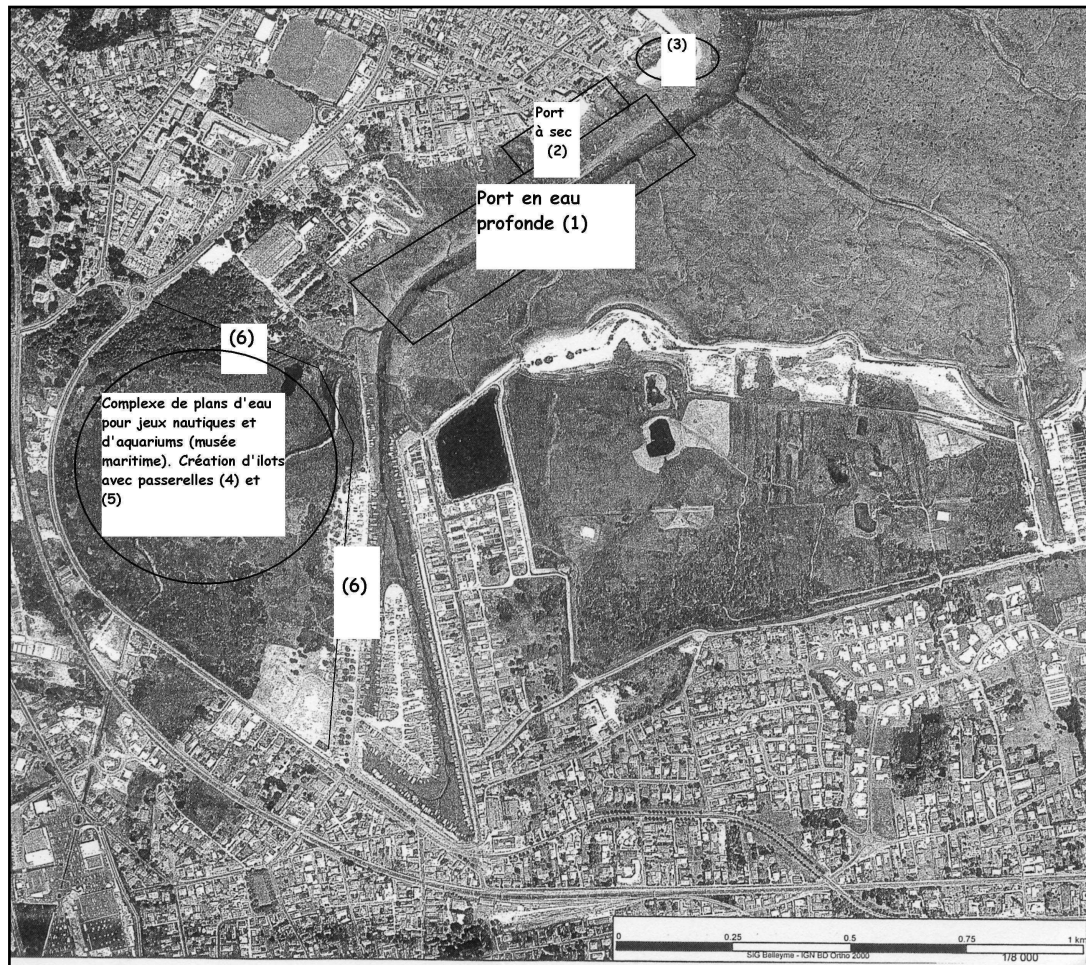 (3)
Port
à sec
(2)
Port en eau
profonde (1)
(6)
Complexe de plans d'eau
pour jeux nautiques et
d'aquariums (musée
maritime). Création d'ilots
avec passerelles (4) et
(5)
(6)
0 0.25 0.5 0.75 1 km
SIG Bellayme - IGN BD Ortho 2000
1/8 000